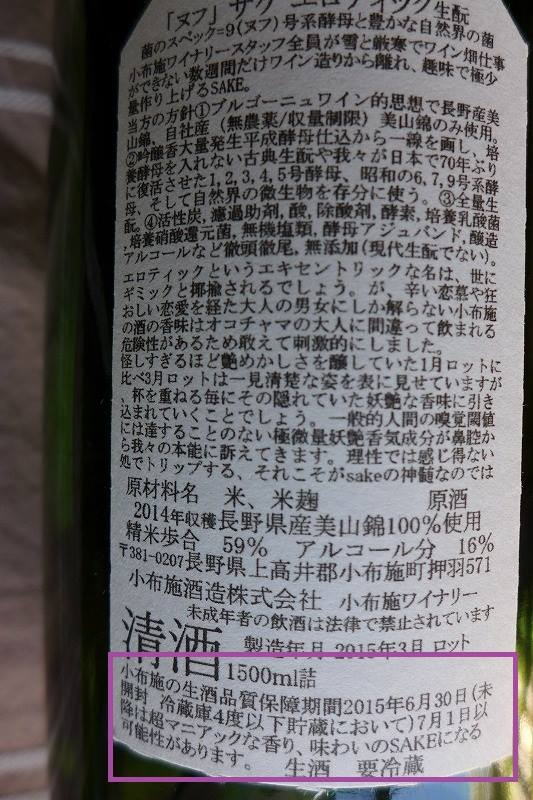 「ヌフ」サケ エロティック生酛
菌のスペック=9(ヌフ)号系酵母と豊かな自然界の菌
小布施ワイナリースタッフ全員が雪と厳寒でワイン畑仕事
ができない数週間だけワイン造りから離れ、趣味で極少
量作り上げるSAKE。
当方の方針①ブルゴーニュワイン的思想で長野産美
山錦、自社産（無農薬/収量制限）美山錦のみ使用。
②吟醸香大量発生平成酵母仕込から一線を画し、培
養酵母を入れない古典生酛や我々が日本で70年ぶり
に復活させた1,2,3,4,5号酵母、昭和の6,7,9号系酵
母、そして自然界の微生物を存分に使う。③全量生
酛。④活性炭,濾過助剤,酸,除酸剤,酵素,培養乳酸菌
,培養硝酸還元菌,無機塩類,酵母アジュバンド,醸造
アルコールなど徹頭徹尾,無添加(現代生酛でない)。
エロティックというエキセントリックな名は、世に
ギミックと揶揄されるでしょう。が、辛い恋慕や狂
おしい恋愛を経た大人の男女にしか解らない小布施
の酒の香味はオコチャマの大人に間違って飲まれる
危険性があるため敢えて刺激的にしました。
怪しすぎるほど艶めかしさを醸していた1月ロットに
比べ3月ロットは一見清楚な姿を表に見せていますが
、杯を重ねる毎にその隠れていた妖艶な香味に引き
込まれていくことでしょう。一般的人間の嗅覚閾値
には達することのない極微量妖艶香気成分が鼻腔か
ら我々の本能に訴えてきます。理性では感じ得ない
処でトリップする、それこそがsakeの神髄なのでは
原材料名 米、米麹 原酒
2014年収穫長野県産美山錦100%使用
精米歩合 59% アルコール分 16%
〒381-0207長野県上高井郡小布施町押羽571
小布施酒造株式会社 小布施ワイナリー
未成年者の飲酒は法律で禁止されています
清酒 製造年月 2015年3月 ロット
1500ml詰
小布施の生酒品質保障期間2015年6月30日(未
開封 冷蔵庫4度以下貯蔵において)7月1日以
降は超マニアックな香り、味わいのSAKEになる
可能性があります。 生酒 要冷蔵